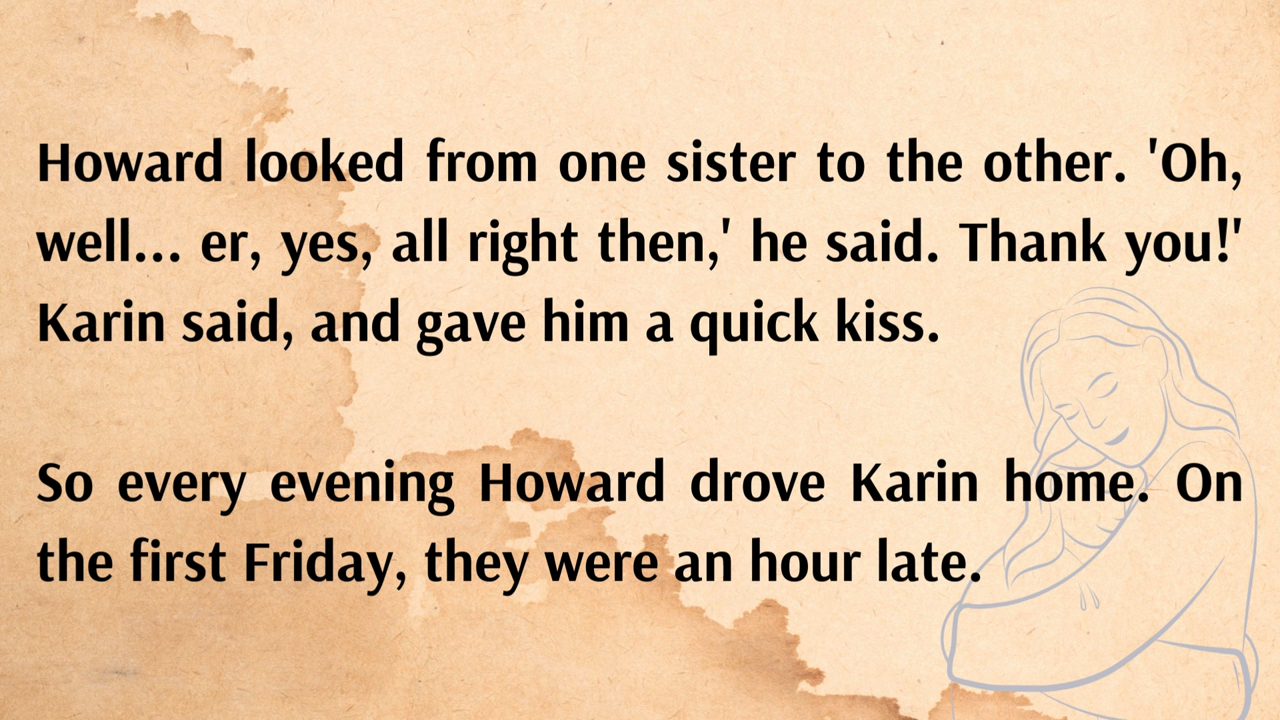 Howard looked from one sister to the other. 'Oh,
well... er, yes, all right then,' he said. Thank you!'
Karin said, and gave him a quick kiss.
So every evening Howard drove Karin home. On
the first Friday, they were an hour late.